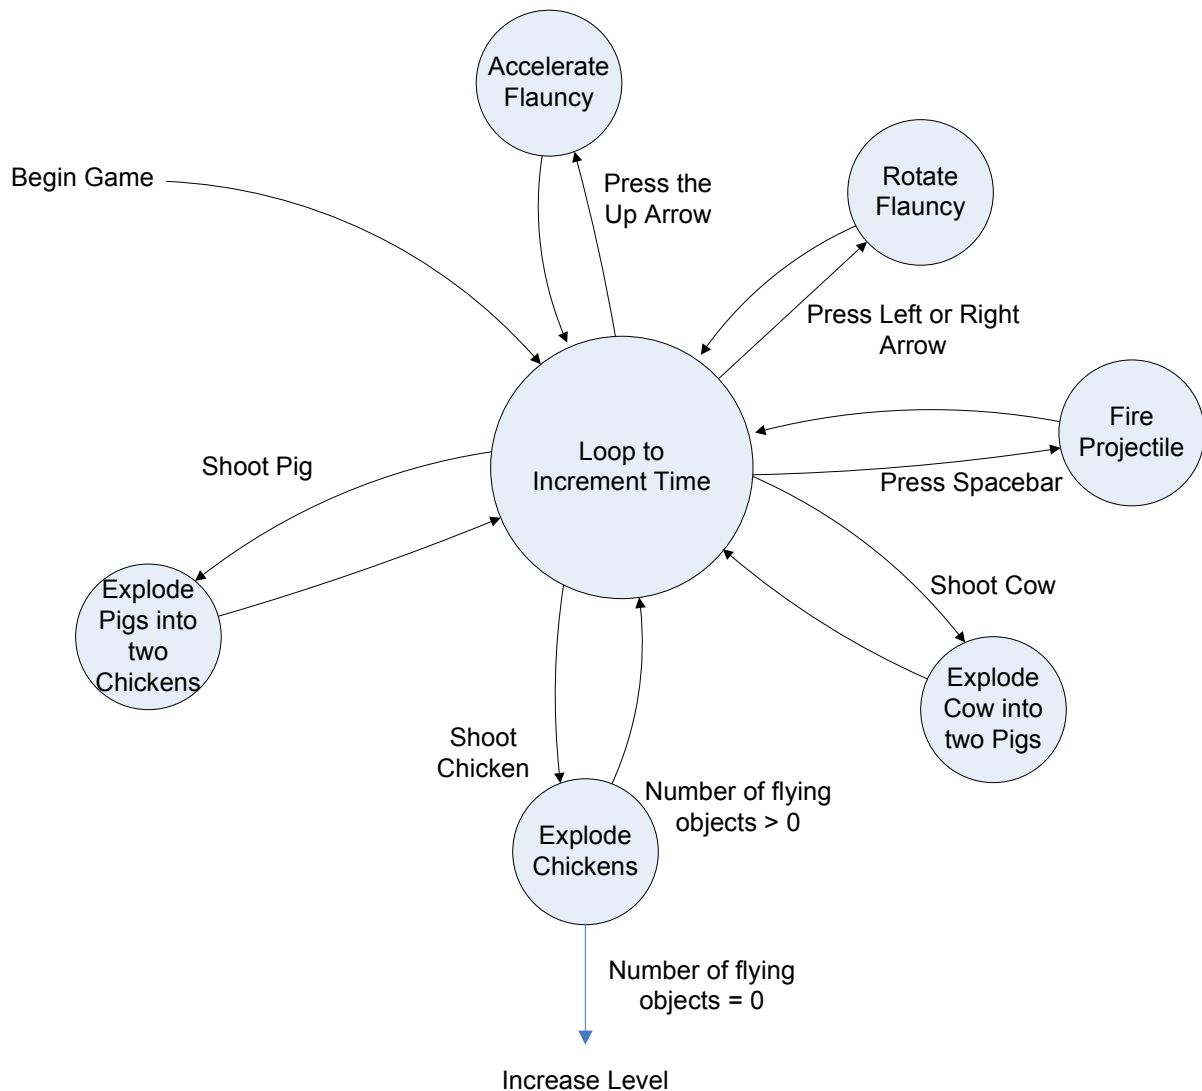 Accelerate
Flauncy
Begin Game
Press the
Up Arrow
Rotate
Flauncy
Press Left or Right
Arrow
Fire
Projectile
Loop to
Increment Time
Shoot Pig
Press Spacebar
Explode
Pigs into
two
Chickens
Shoot Cow
Explode
Cow into
two Pigs
Shoot
Chicken
Number of flying
objects > 0
Explode
Chickens
Number of flying
objects = 0
Increase Level